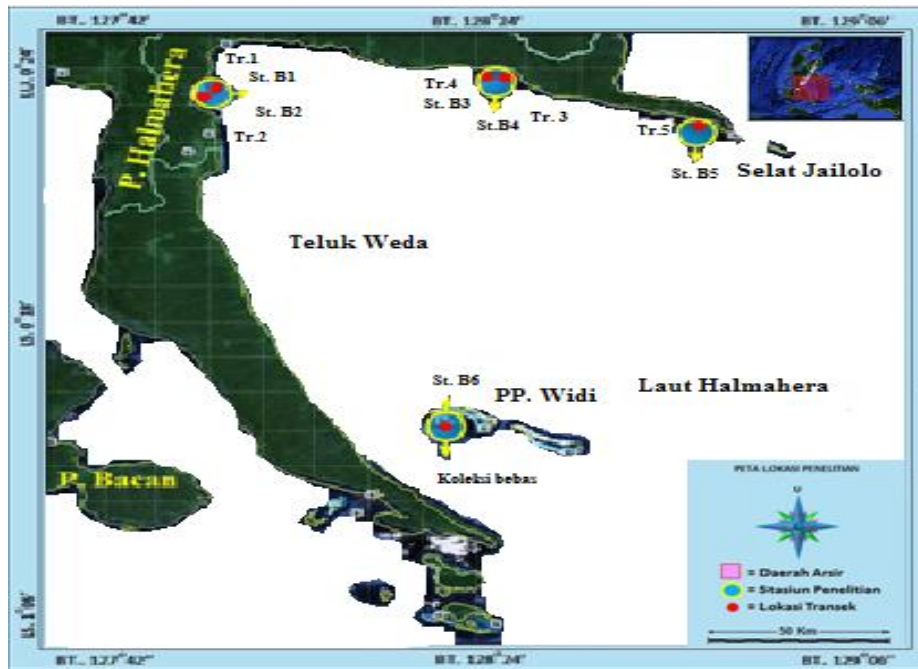 BT. 127°42' BT. 128°24' BT. 129°06'
Tr.1
St. B1
St. B2
Tr.2
P. Halmahera
Tr.4
St. B3
St.B4
Tr. 3
Tr.5
St. B5
Selat Jailolo
Teluk Weda
St. B6
PP. Widi
Laut Halmahera
Koleksi bebas
P. Bacan
PETA LOKASI PENELITIAN
U
= Daerah Arsir
= Stasiun Penelitian
= Lokasi Transek
50 Km
BT. 127°42' BT. 128°24' BT. 129°06'